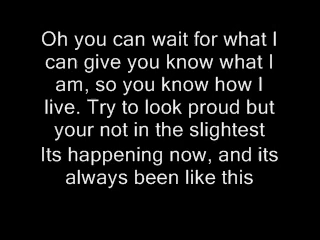 Oh you can wait for what I
can give you know what I
am, so you know how I
live. Try to look proud but
your not in the slightest
Its happening now, and its
always been like this